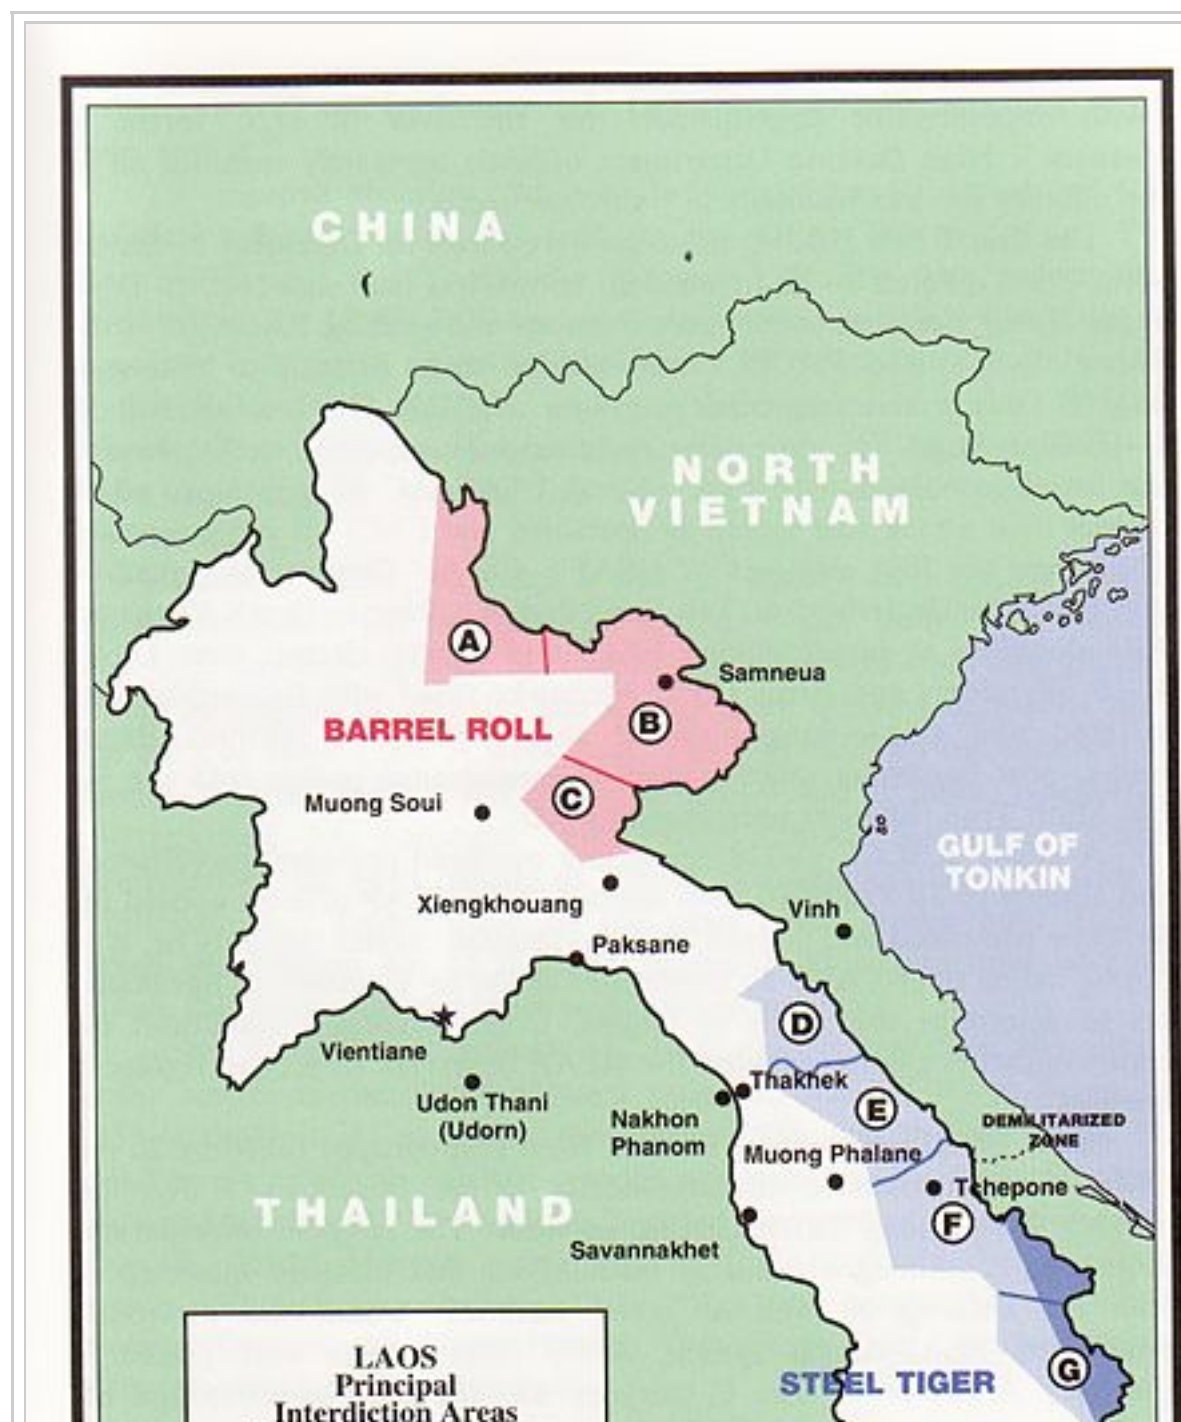 CHINA
NORTH
VIETNAM
A
Samneua
B
BARREL ROLL
C
Muong Soui
GULF OF
TONKIN
Xiengkhouang
Vinh
Paksane
D
Vientiane
Thakhek
Udon Thani
(Udorn)
E
Nakhon
Phanom
DEMILITARIZED
ZONE
Muong Phalane
Tchepone
THAILAND
F
Savannakhet
LAOS
Principal
Interdiction Areas
STEEL TIGER
G